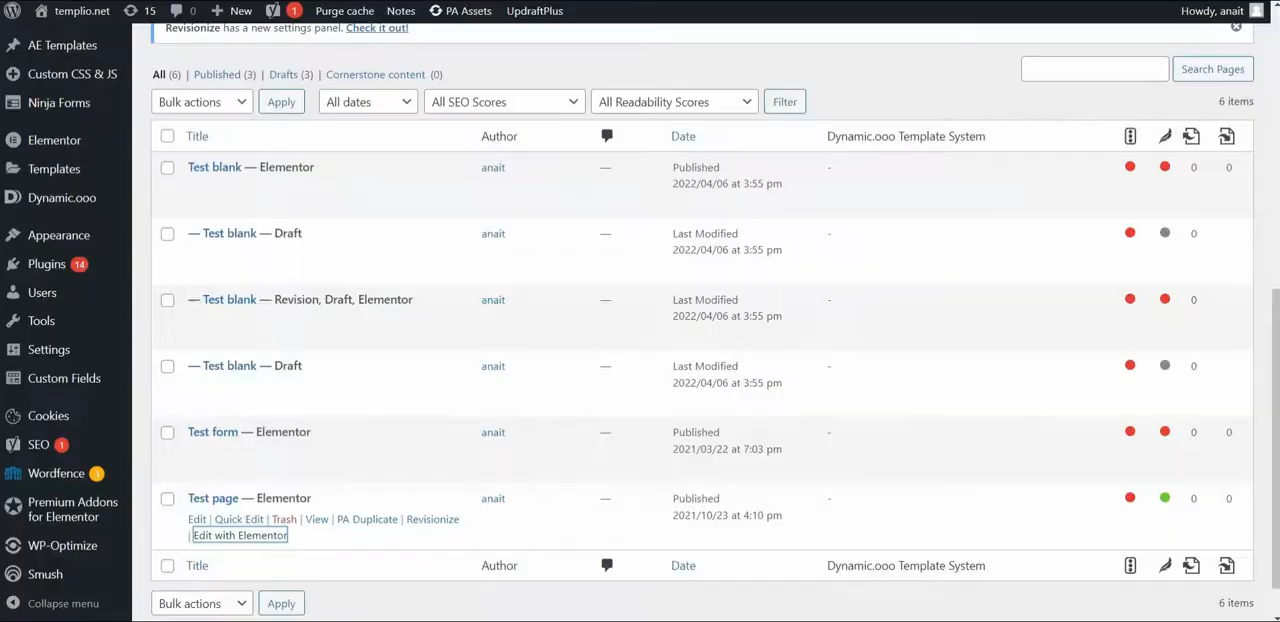 templio.net 15 0 New 1 Purge cache Notes PA Assets UpdraftPlus Howdy, anait
Revisionize has a new settings panel. Check it out!
AE Templates
Custom CSS & JS
Ninja Forms
Elementor
Templates
Dynamic.ooo
Appearance
Plugins 14
Users
Tools
Settings
Custom Fields
Cookies
SEO 1
Wordfence 3
Premium Addons
for Elementor
WP-Optimize
Smush
Collapse menu
All (6) | Published (3) | Drafts (3) | Cornerstone content (0)
Search Pages
Bulk actions Apply All dates All SEO Scores All Readability Scores Filter
6 items
Title Author Date Dynamic.ooo Template System
Test blank — Elementor anait — Published - 0 0
2022/04/06 at 3:55 pm
— Test blank — Draft anait — Last Modified - 0
2022/04/06 at 3:55 pm
— Test blank — Revision, Draft, Elementor anait — Last Modified - 0
2022/04/06 at 3:55 pm
— Test blank — Draft anait — Last Modified - 0
2022/04/06 at 3:55 pm
Test form — Elementor anait — Published - 0 0
2021/03/22 at 7:03 pm
Test page — Elementor anait — Published - 0 0
2021/10/23 at 4:10 pm
Edit | Quick Edit | Trash | View | PA Duplicate | Revisionize
| Edit with Elementor
Title Author Date Dynamic.ooo Template System
Bulk actions Apply
6 items